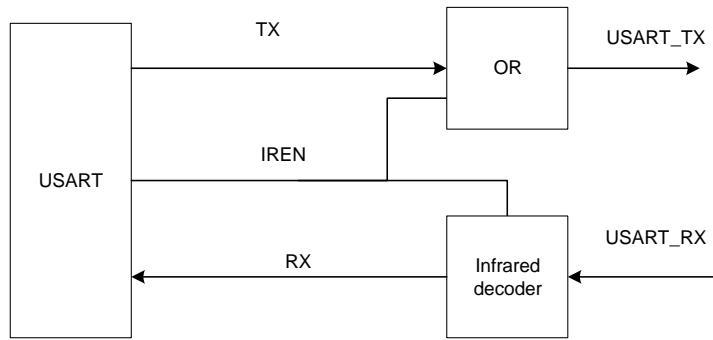 TX
USART_TX
OR
IREN
USART
USART_RX
RX
Infrared
decoder